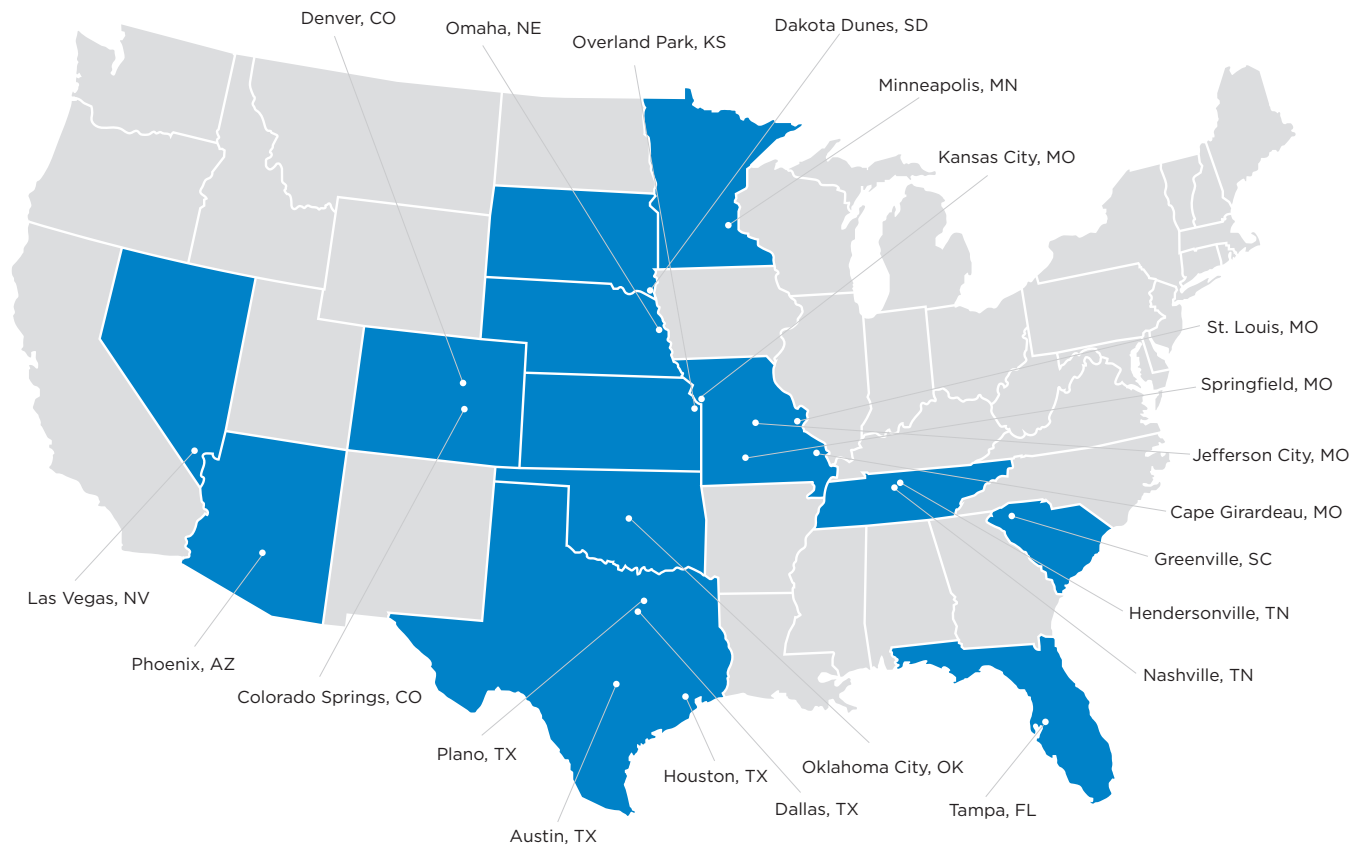 Denver, CO
Omaha, NE
Overland Park, KS
Dakota Dunes, SD
Minneapolis, MN
Kansas City, MO
St. Louis, MO
Springfield, MO
Jefferson City, MO
Cape Girardeau, MO
Greenville, SC
Las Vegas, NV
Hendersonville, TN
Phoenix, AZ
Nashville, TN
Colorado Springs, CO
Plano, TX
Oklahoma City, OK
Houston, TX
Dallas, TX
Tampa, FL
Austin, TX